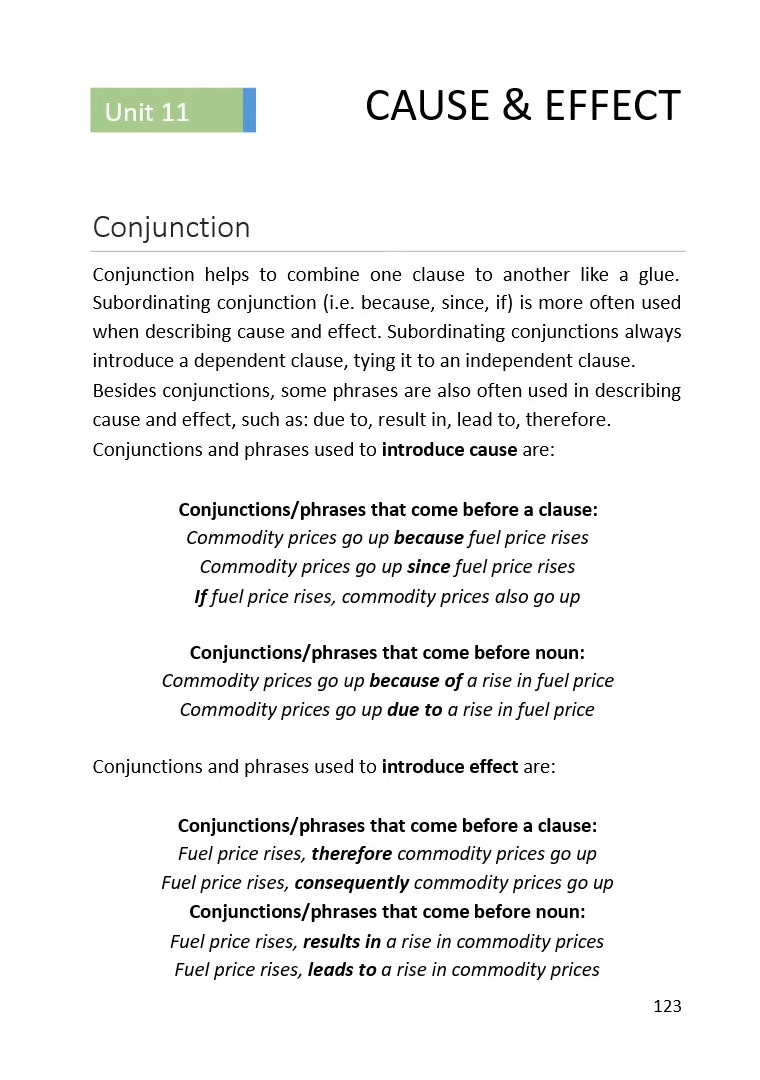 Unit 11
CAUSE & EFFECT
Conjunction
Conjunction helps to combine one clause to another like a glue.
Subordinating conjunction (i.e. because, since, if) is more often used
when describing cause and effect. Subordinating conjunctions always
introduce a dependent clause, tying it to an independent clause.
Besides conjunctions, some phrases are also often used in describing
cause and effect, such as: due to, result in, lead to, therefore.
Conjunctions and phrases used to introduce cause are:
Conjunctions/phrases that come before a clause:
Commodity prices go up because fuel price rises
Commodity prices go up since fuel price rises
If fuel price rises, commodity prices also go up
Conjunctions/phrases that come before noun:
Commodity prices go up because of a rise in fuel price
Commodity prices go up due to a rise in fuel price
Conjunctions and phrases used to introduce effect are:
Conjunctions/phrases that come before a clause:
Fuel price rises, therefore commodity prices go up
Fuel price rises, consequently commodity prices go up
Conjunctions/phrases that come before noun:
Fuel price rises, results in a rise in commodity prices
Fuel price rises, leads to a rise in commodity prices
123